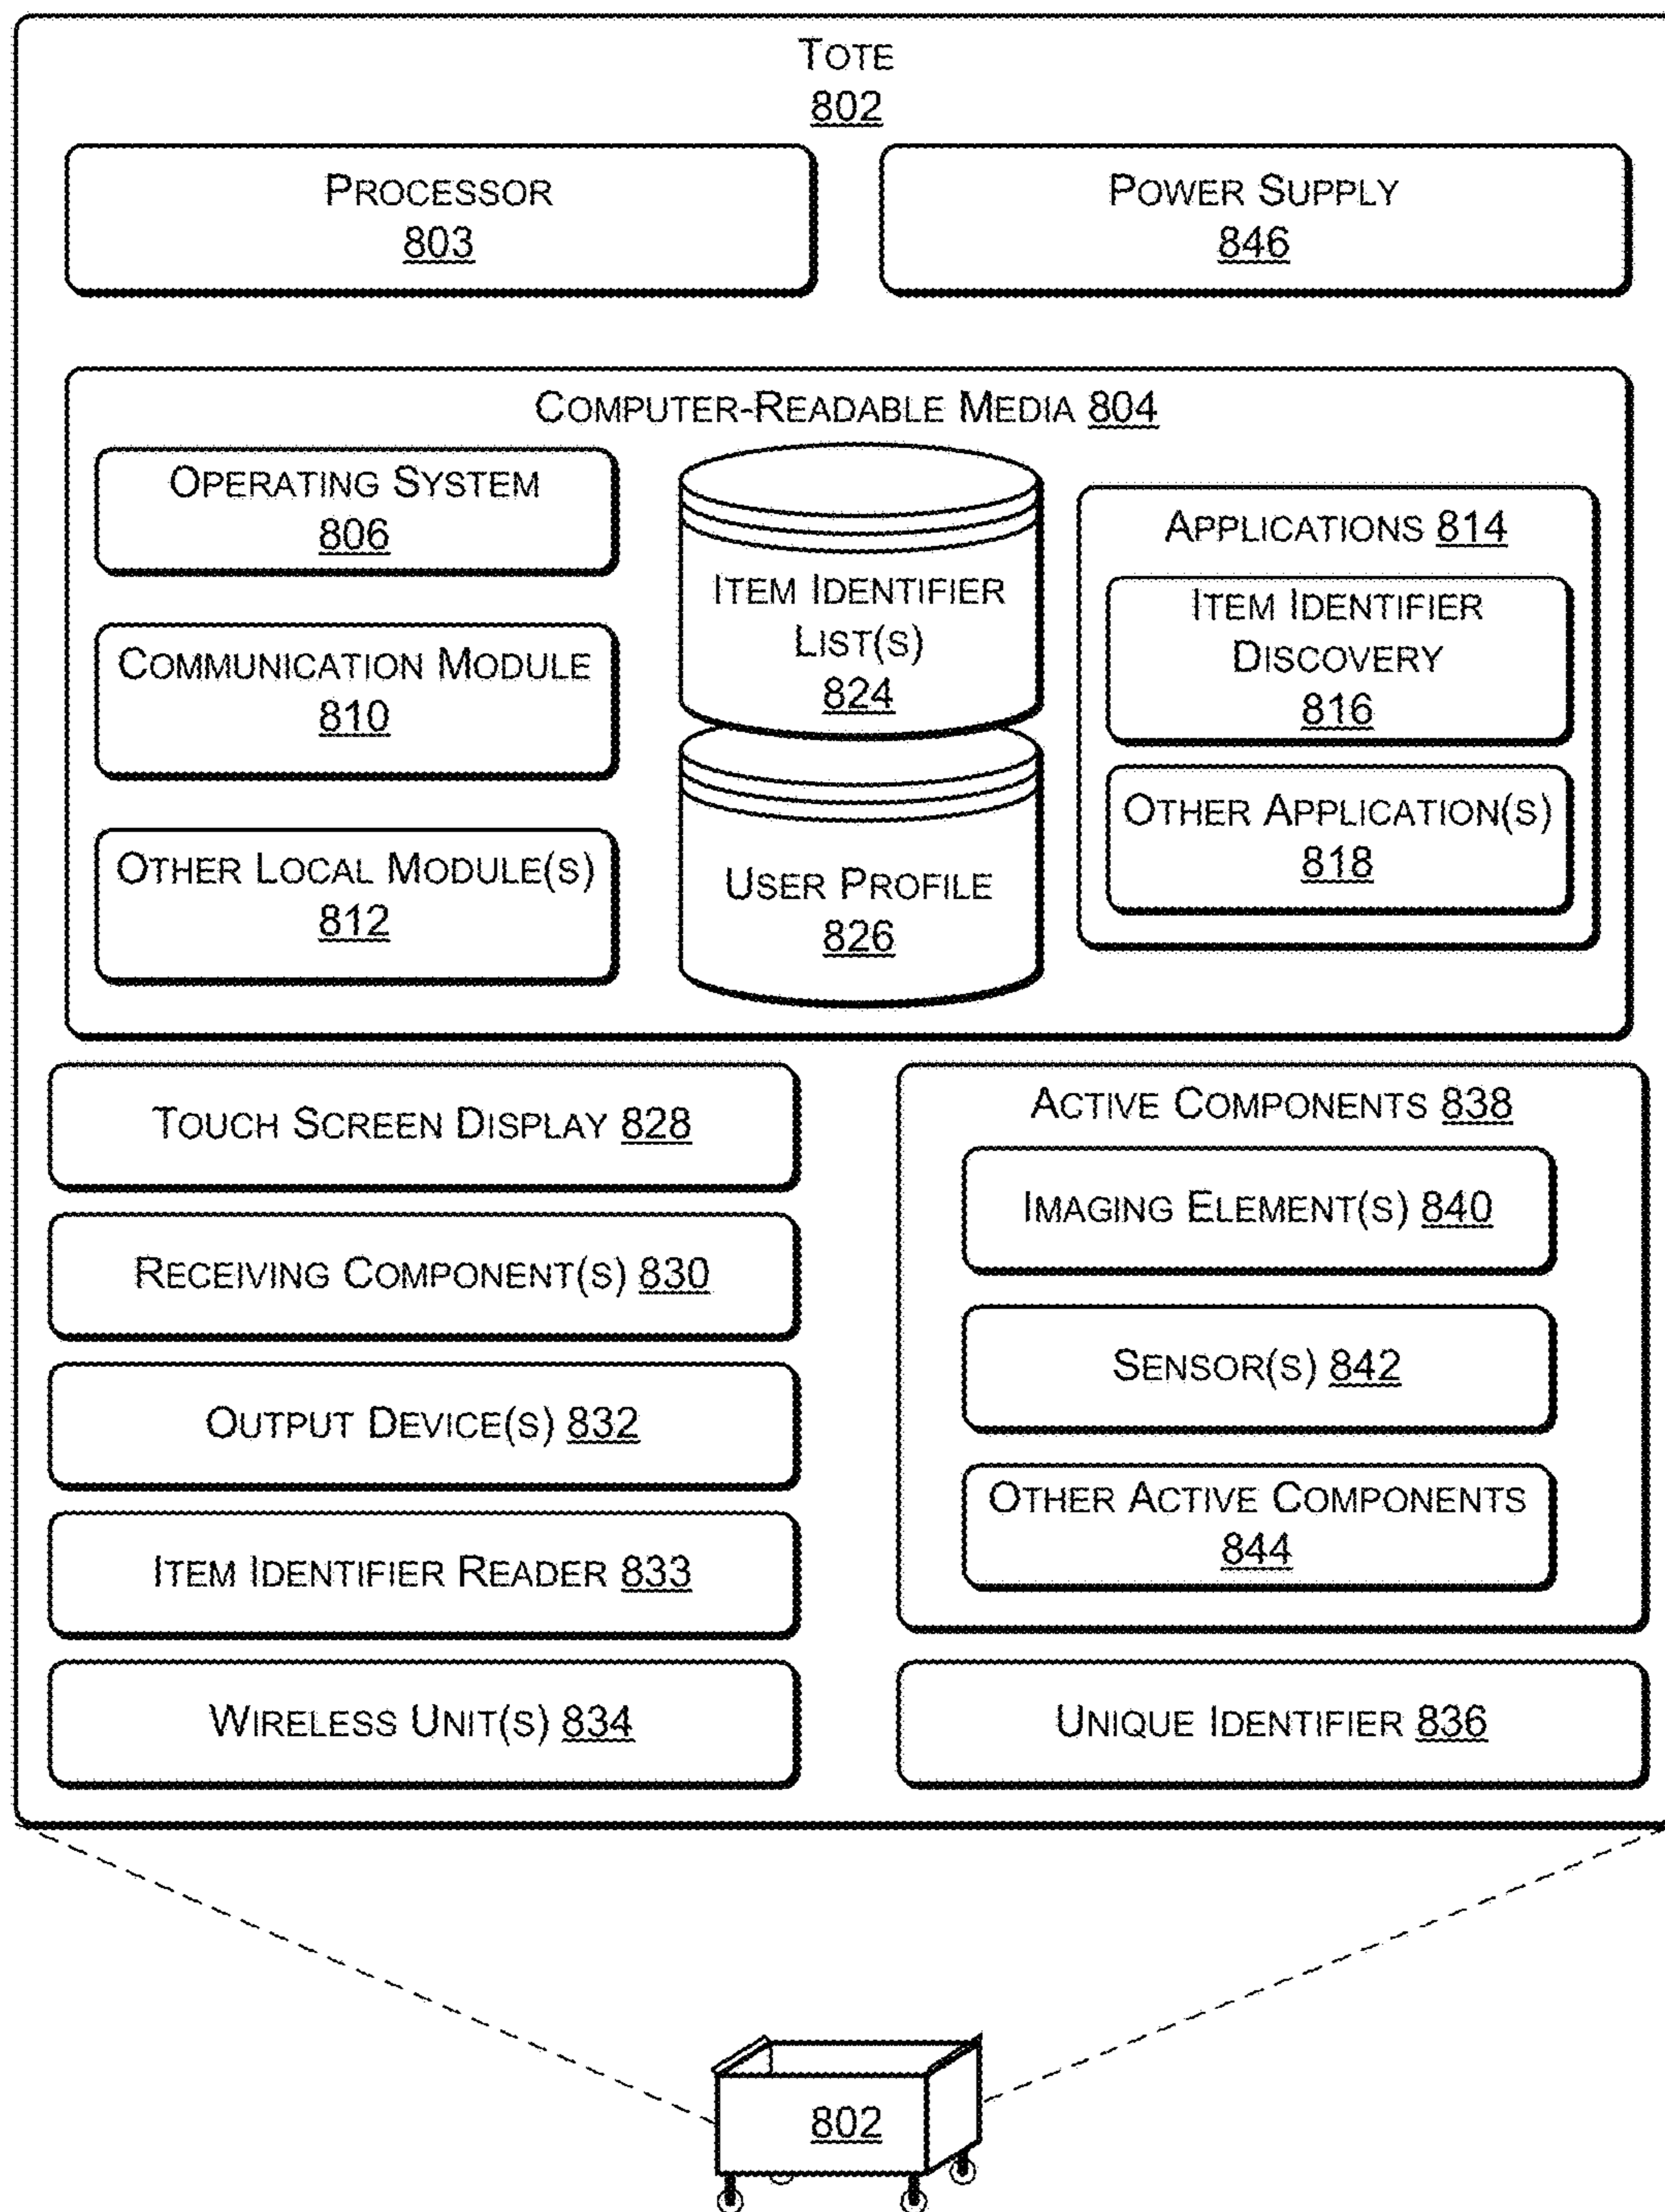 TOTE
802
PROCESSOR
803
POWER SUPPLY
846
COMPUTER-READABLE MEDIA 804
OPERATING SYSTEM
806
COMMUNICATION MODULE
810
OTHER LOCAL MODULE(S)
812
ITEM IDENTIFIER
LIST(S)
824
USER PROFILE
826
APPLICATIONS 814
ITEM IDENTIFIER
DISCOVERY
816
OTHER APPLICATION(S)
818
TOUCH SCREEN DISPLAY 828
RECEIVING COMPONENT(S) 830
OUTPUT DEVICE(S) 832
ITEM IDENTIFIER READER 833
WIRELESS UNIT(S) 834
ACTIVE COMPONENTS 838
IMAGING ELEMENT(S) 840
SENSOR(S) 842
OTHER ACTIVE COMPONENTS
844
UNIQUE IDENTIFIER 836
802